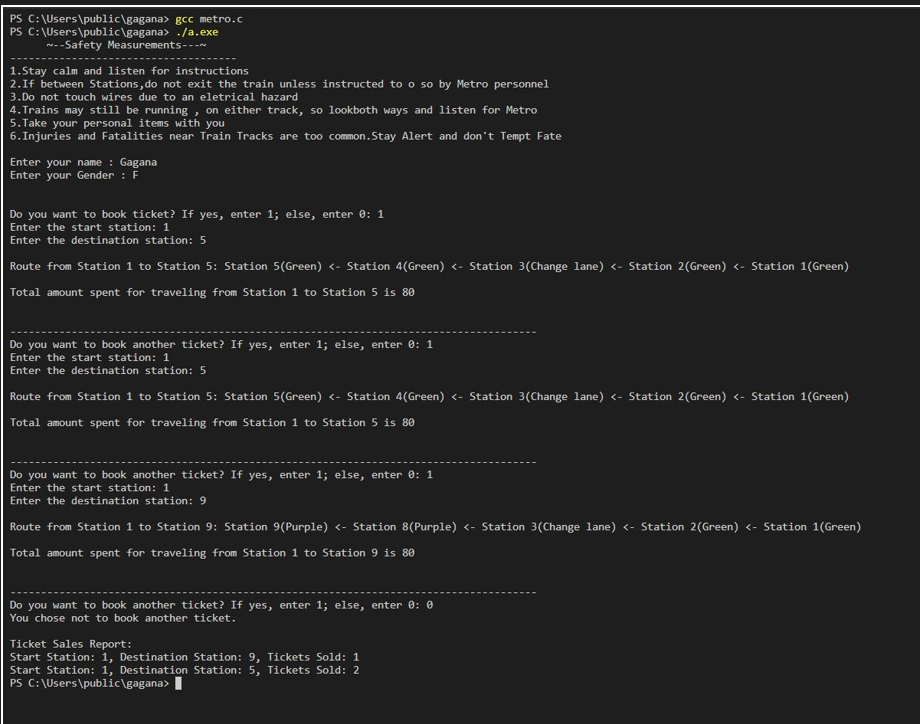 PS C:\Users\public\gagana> gcc metro.c
PS C:\Users\public\gagana> ./a.exe
~--Safety Measurements---~
-------------------------------------
1.Stay calm and listen for instructions
2.If between Stations,do not exit the train unless instructed to o so by Metro personnel
3.Do not touch wires due to an eletrical hazard
4.Trains may still be running , on either track, so lookboth ways and listen for Metro
5.Take your personal items with you
6.Injuries and Fatalities near Train Tracks are too common.Stay Alert and don't Tempt Fate
Enter your name : Gagana
Enter your Gender : F
Do you want to book ticket? If yes, enter 1; else, enter 0: 1
Enter the start station: 1
Enter the destination station: 5
Route from Station 1 to Station 5: Station 5(Green) <- Station 4(Green) <- Station 3(Change lane) <- Station 2(Green) <- Station 1(Green)
Total amount spent for traveling from Station 1 to Station 5 is 80
--------------------------------------------------------------------------------------
Do you want to book another ticket? If yes, enter 1; else, enter 0: 1
Enter the start station: 1
Enter the destination station: 5
Route from Station 1 to Station 5: Station 5(Green) <- Station 4(Green) <- Station 3(Change lane) <- Station 2(Green) <- Station 1(Green)
Total amount spent for traveling from Station 1 to Station 5 is 80
--------------------------------------------------------------------------------------
Do you want to book another ticket? If yes, enter 1; else, enter 0: 1
Enter the start station: 1
Enter the destination station: 9
Route from Station 1 to Station 9: Station 9(Purple) <- Station 8(Purple) <- Station 3(Change lane) <- Station 2(Green) <- Station 1(Green)
Total amount spent for traveling from Station 1 to Station 9 is 80
--------------------------------------------------------------------------------------
Do you want to book another ticket? If yes, enter 1; else, enter 0: 0
You chose not to book another ticket.
Ticket Sales Report:
Start Station: 1, Destination Station: 9, Tickets Sold: 1
Start Station: 1, Destination Station: 5, Tickets Sold: 2
PS C:\Users\public\gagana>